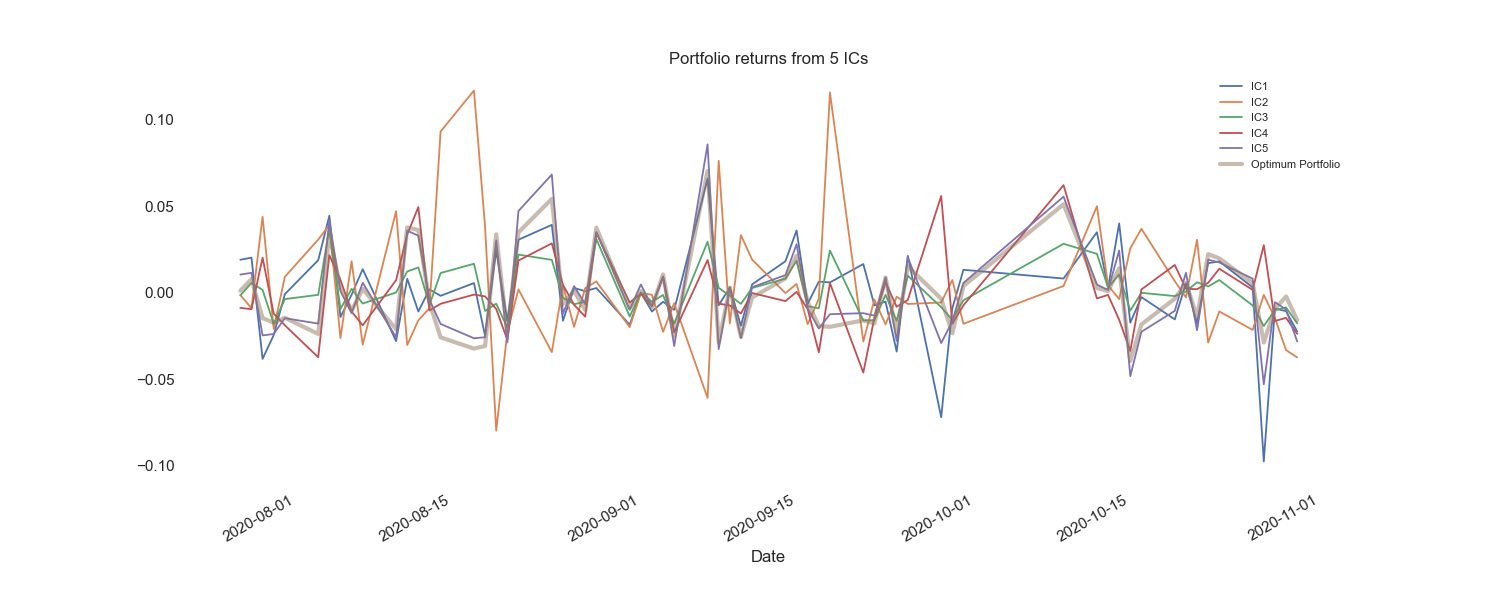 Portfolio returns from 5 ICs
IC1
IC2
IC3
IC4
IC5
Optimum Portfolio
0.10
0.05
0.00
−0.05
−0.10
2020-08-01
2020-08-15
2020-09-01
2020-09-15
2020-10-01
2020-10-15
2020-11-01
Date